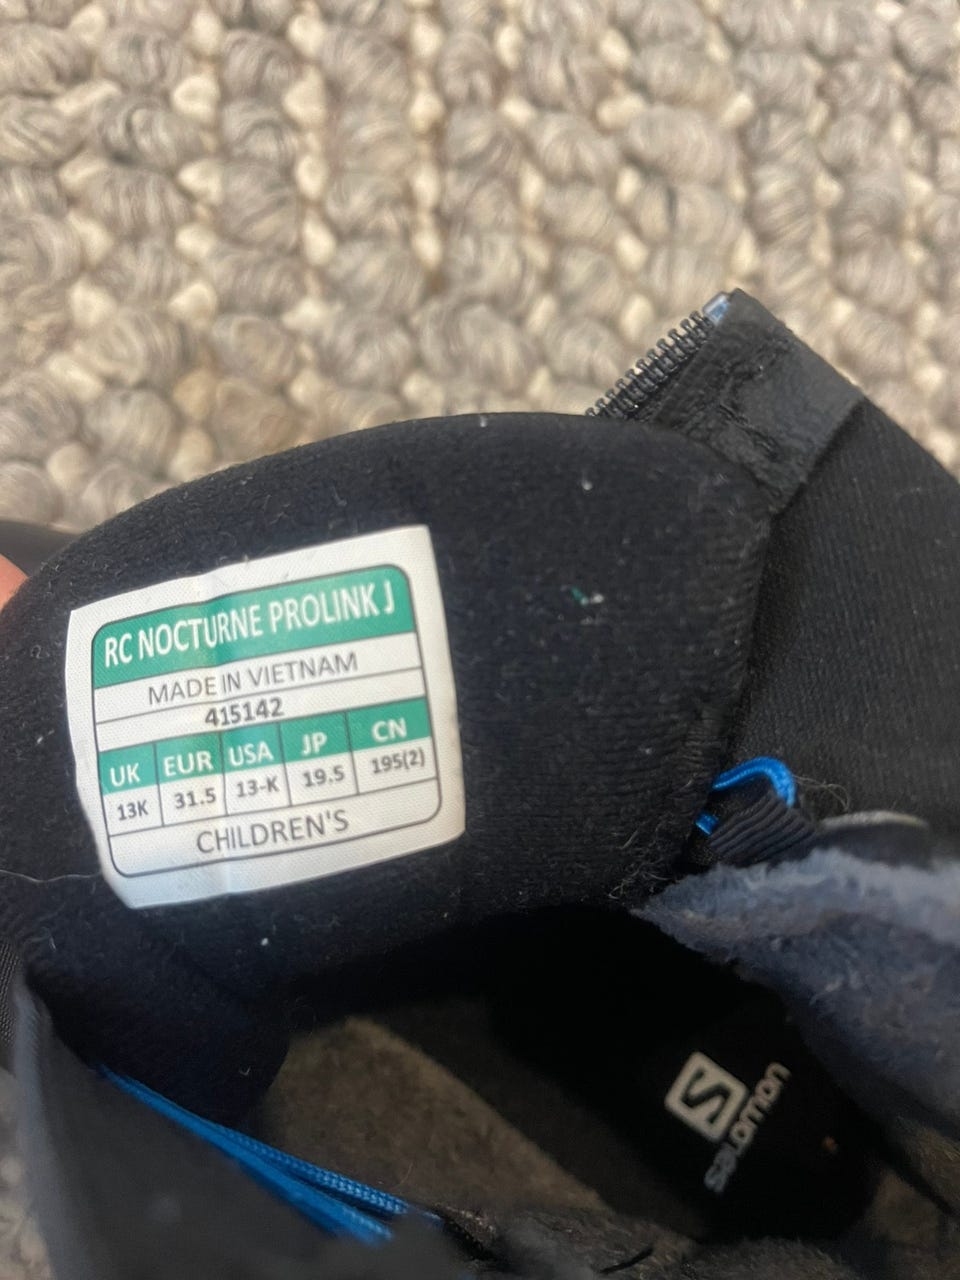 RC NOCTURNE PROLINK J
MADE IN VIETNAM
415142
UK EUR USA JP CN
13K 31.5 13-K 19.5 195(2)
CHILDREN'S
S
salomon